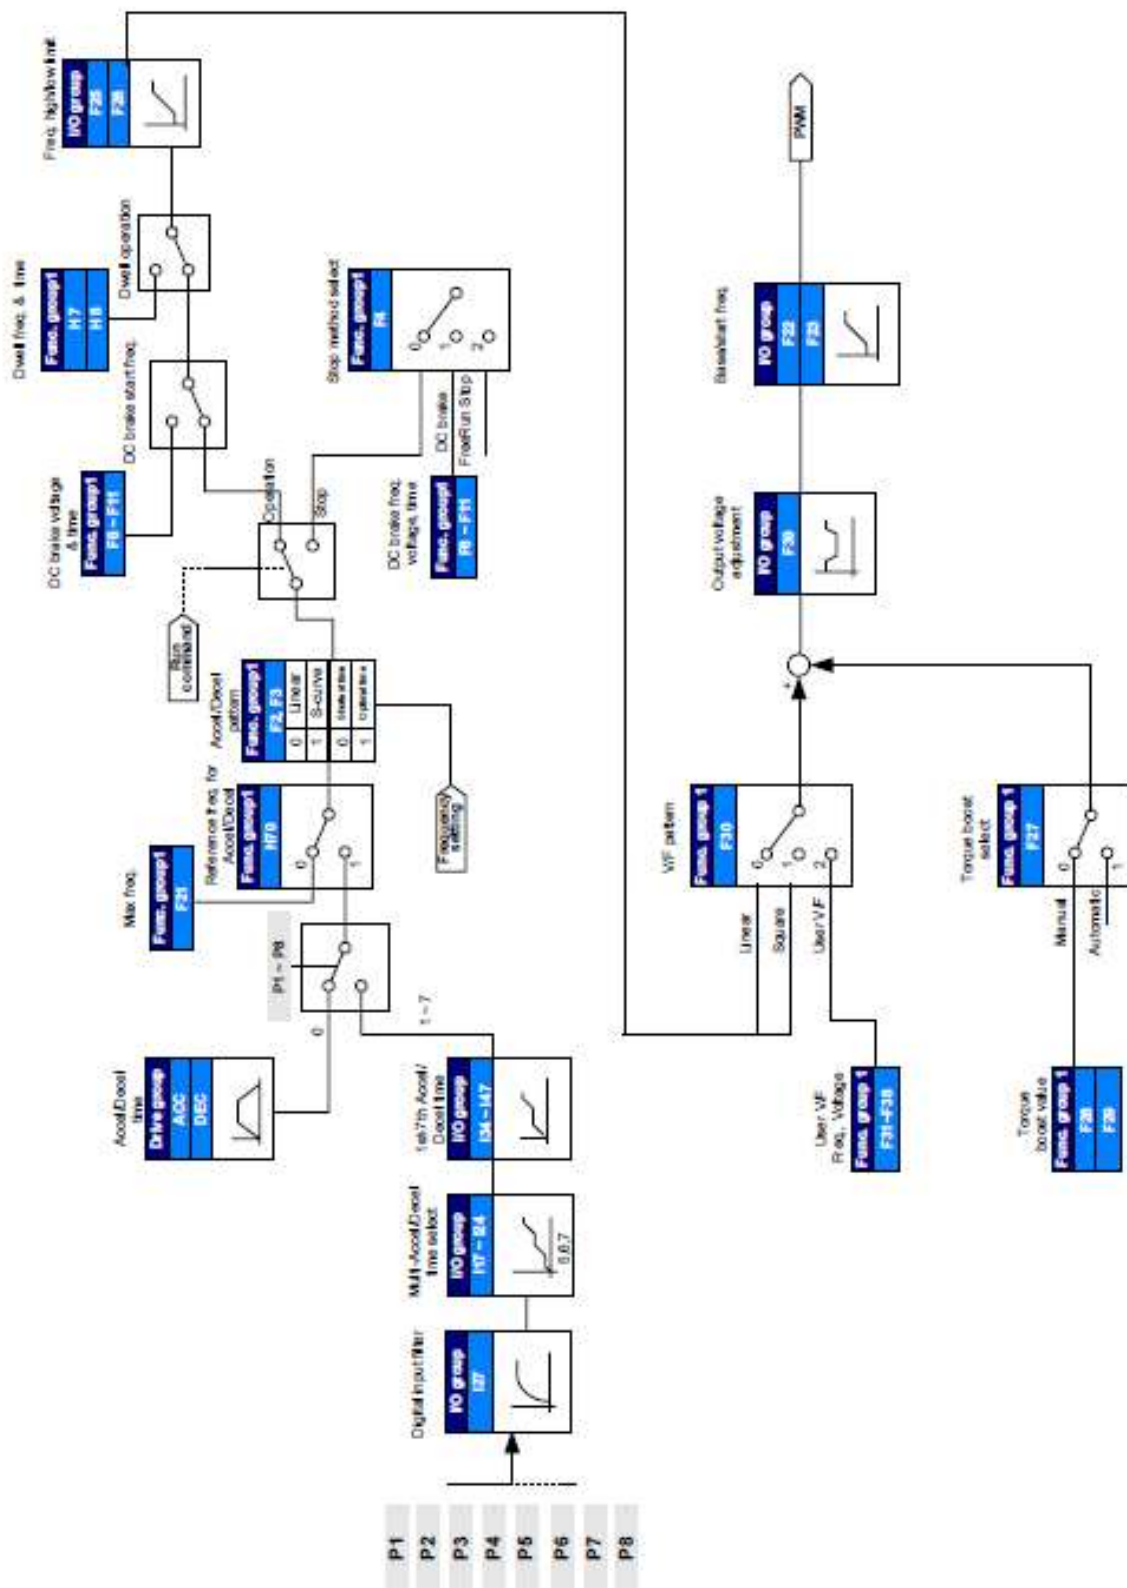 P1
P2
P3
P4
P5
P6
P7
P8
Digital input filter
I/O group
I27
Multi-Accel/Decel
time select
I/O group
I17 ~ I24
5,6,7
1st-7th Accel/
Decel time
I/O group
I34 ~ I47
Accel/Decel
time
Drive group
ACC
DEC
0
1 ~ 7
P1 ~ P8
Max freq.
Func. group1
F21
Reference freq. for
Accel/Decel
Func. group1
H70
0
1
Frequency
setting
Accel/Decel
pattern
Func. group1
F2, F3
0 Linear
1 S-curve
0
1
Run
command
Operation
Stop
DC brake voltage
& time
Func. group1
F8 ~ F11
DC brake start freq.
Dwell freq. & time
Func. group1
H7
H8
Dwell operation
Freq. high/low limit
I/O group
F25
F26
Stop method select
Func. group1
F4
0
1
2
DC brake
FreeRun Stop
DC brake freq.
voltage, time
Func. group1
F8 ~ F11
V/F pattern
Func. group 1
F30
0
1
2
Linear
Square
User V/F
User V/F
Freq, Voltage
Func. group 1
F31~F38
Torque boost
select
Func. group 1
F27
0
1
Manual
Automatic
Torque
boost value
Func. group 1
F28
F29
+
Output voltage
adjustment
I/O group
F39
Base/start freq.
I/O group
F22
F23
PWM